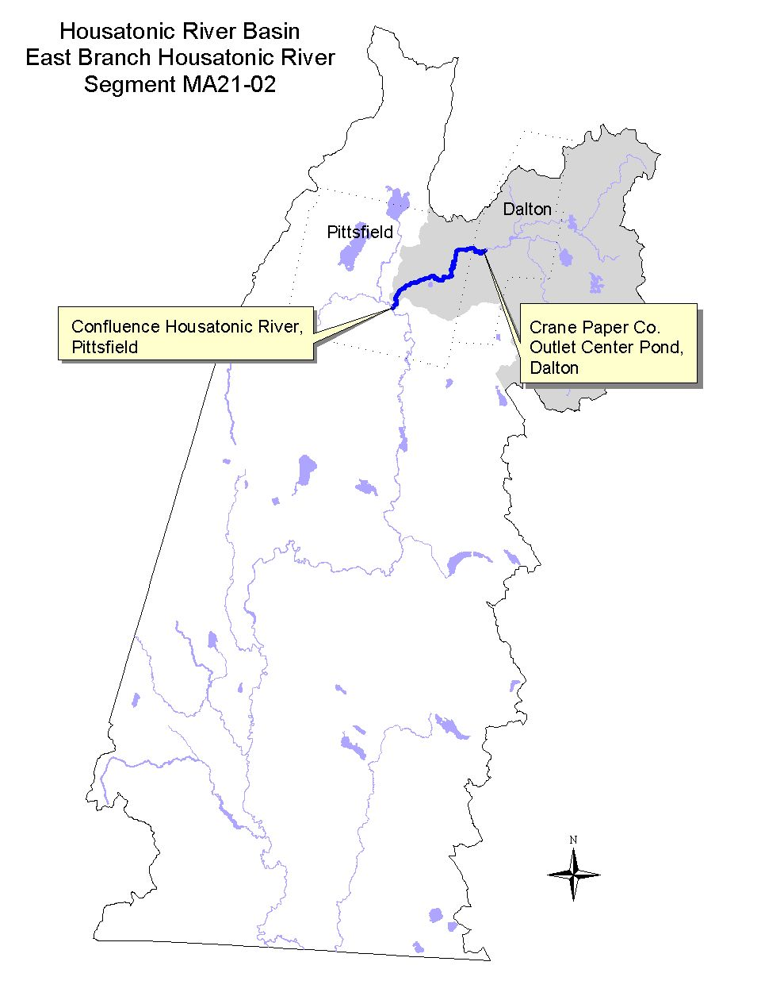 Housatonic River Basin
East Branch Housatonic River
Segment MA21-02
Dalton
Pittsfield
Confluence Housatonic River,
Pittsfield
Crane Paper Co.
Outlet Center Pond,
Dalton
N